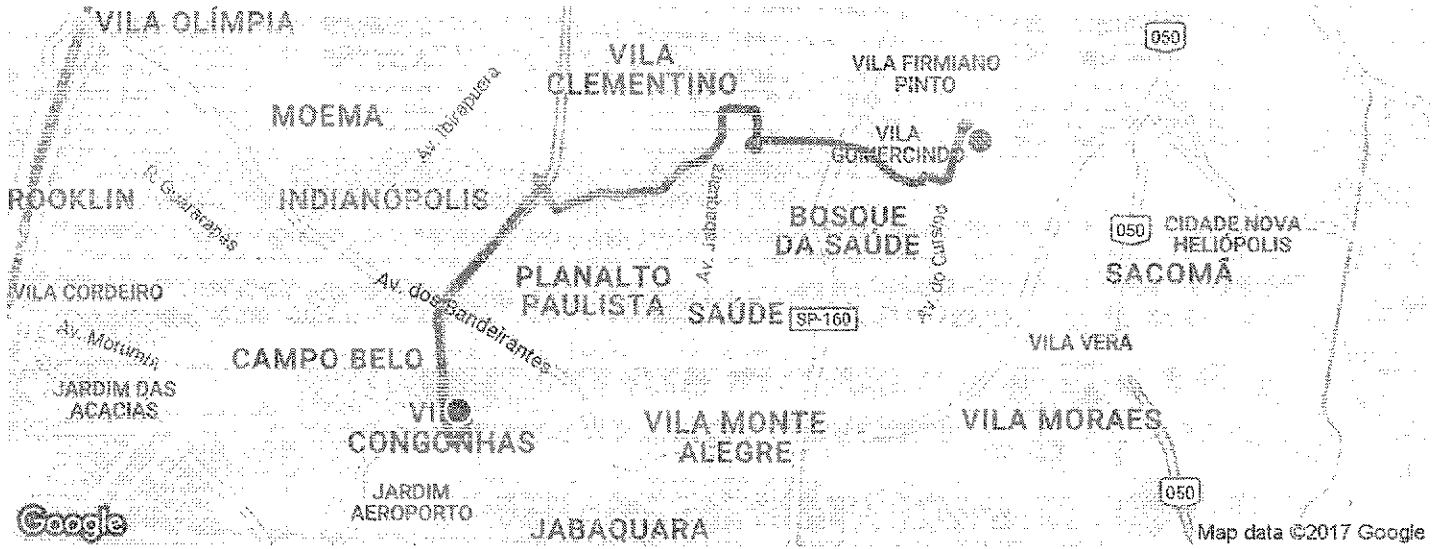 VILA OLÍMPIA
050
VILA
CLEMENTINO
VILA FIRMIANO
PINTO
MOEMA
Av. Ibirapuera
VILA
GUMERCINDO
ROOKLIN
R. Guararapes
INDIANÓPOLIS
Av. Jabaquara
BOSQUE
DA SAÚDE
Av. do Cursino
050
CIDADE NOVA
HELIÓPOLIS
SACOMÃ
PLANALTO
PAULISTA
VILA CORDEIRO
Av. dos Bandeirantes
SAÚDE
SP-160
Av. Morumbi
CAMPO BELO
VILA VERA
JARDIM DAS
ACACIAS
VI
CONGONHAS
VILA MONTE
ALEGRE
VILA MORAES
JARDIM
AEROPORTO
050
Google
JABAQUARA
Map data ©2017 Google